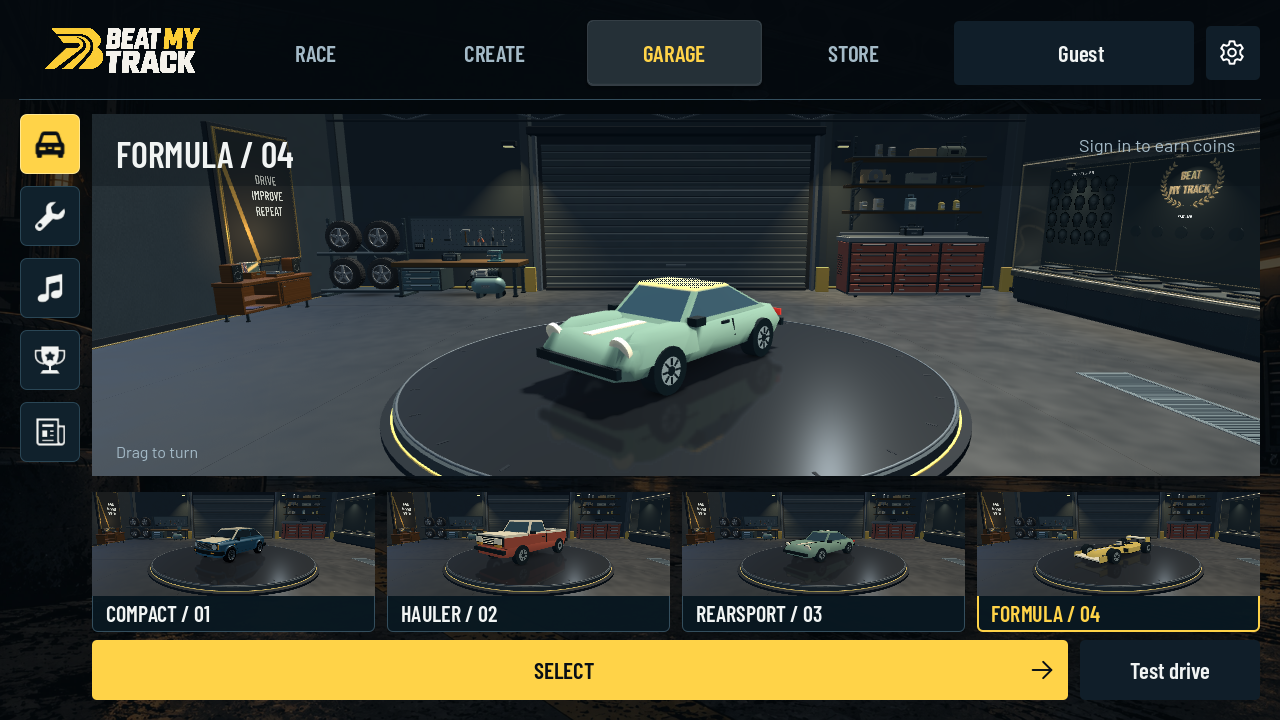 BEAT MY TRACK
RACE
CREATE
GARAGE
STORE
Guest
FORMULA / 04
Sign in to earn coins
DRIVE
IMPROVE
REPEAT
BEAT
MY TRACK
Drag to turn
COMPACT / 01
HAULER / 02
REARSPORT / 03
FORMULA / 04
SELECT
Test drive